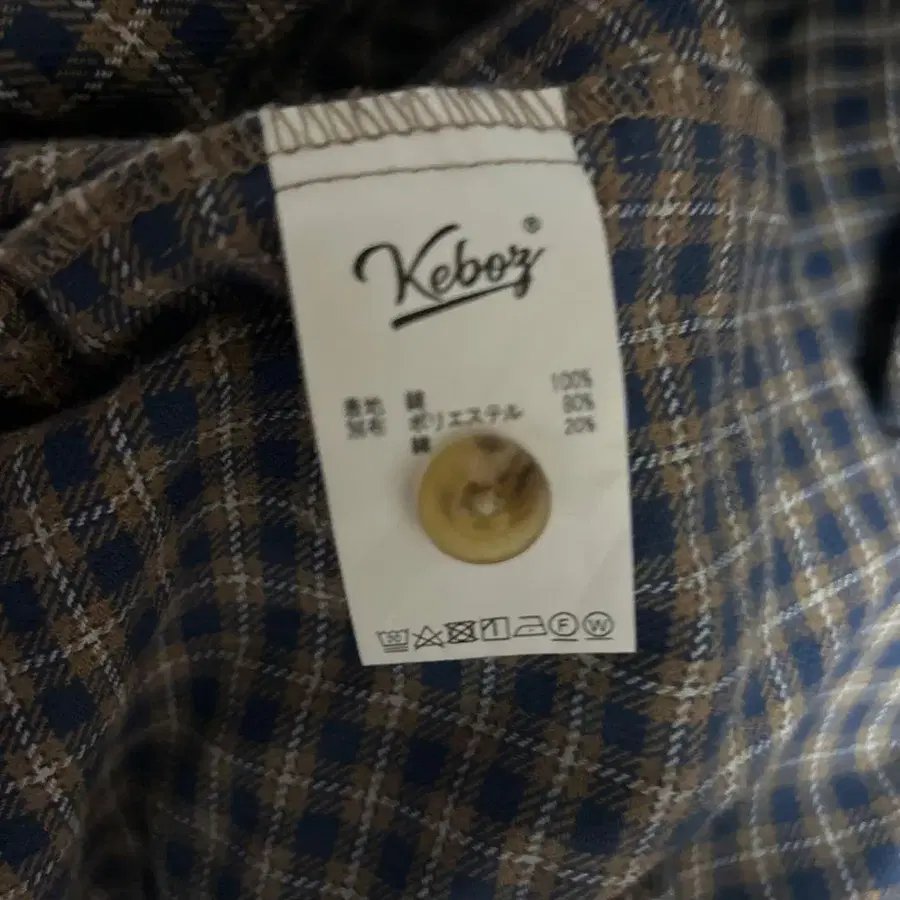 Keboz®
表地 綿 100%
別布 ポリエステル 80%
綿 20%
F W